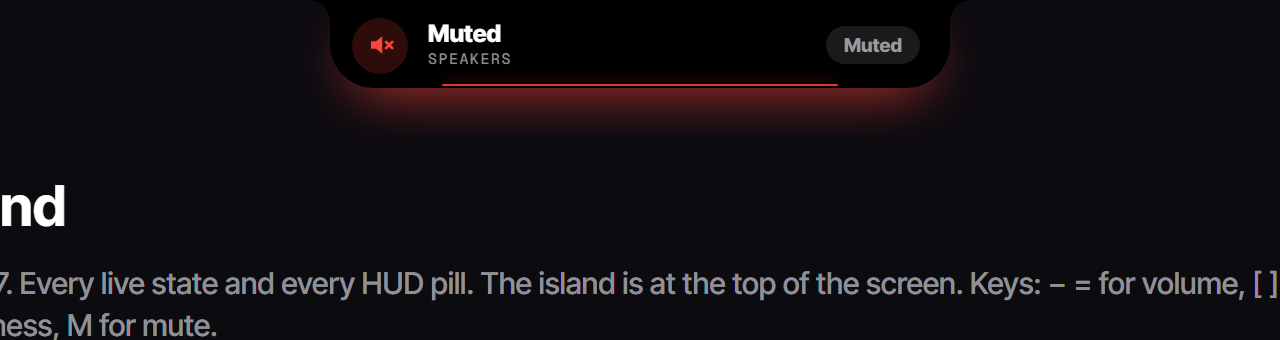 Muted
SPEAKERS
Muted
nd
7. Every live state and every HUD pill. The island is at the top of the screen. Keys: − = for volume, [ ]
ness, M for mute.